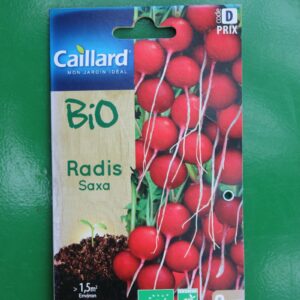 Caillard
MON JARDIN IDÉAL
code
D
PRIX
BiO
Radis
Saxa
> 1,5m²
Environ